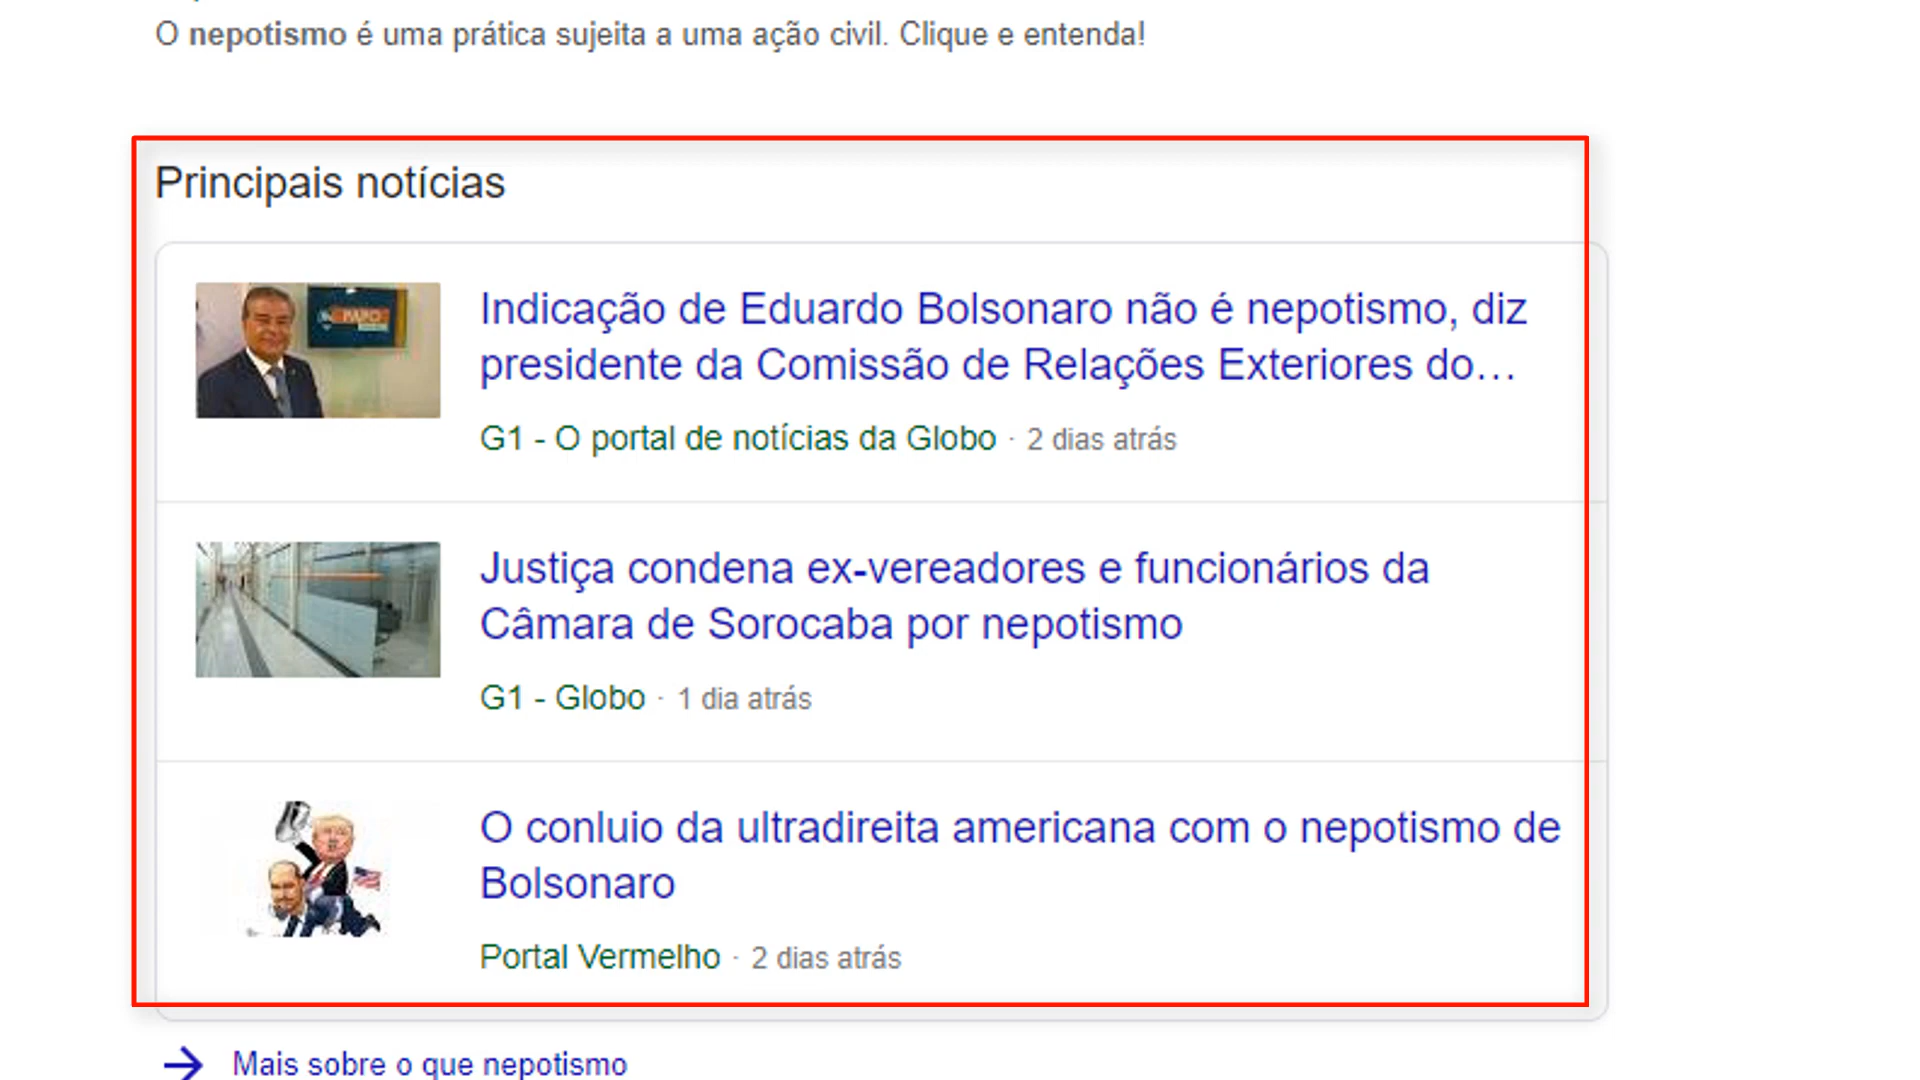 O nepotismo é uma prática sujeita a uma ação civil. Clique e entenda!
Principais notícias
PAPO
Indicação de Eduardo Bolsonaro não é nepotismo, diz
presidente da Comissão de Relações Exteriores do...
G1 - O portal de notícias da Globo · 2 dias atrás
Justiça condena ex-vereadores e funcionários da
Câmara de Sorocaba por nepotismo
G1 - Globo · 1 dia atrás
O conluio da ultradireita americana com o nepotismo de
Bolsonaro
Portal Vermelho · 2 dias atrás
Mais sobre o que nepotismo